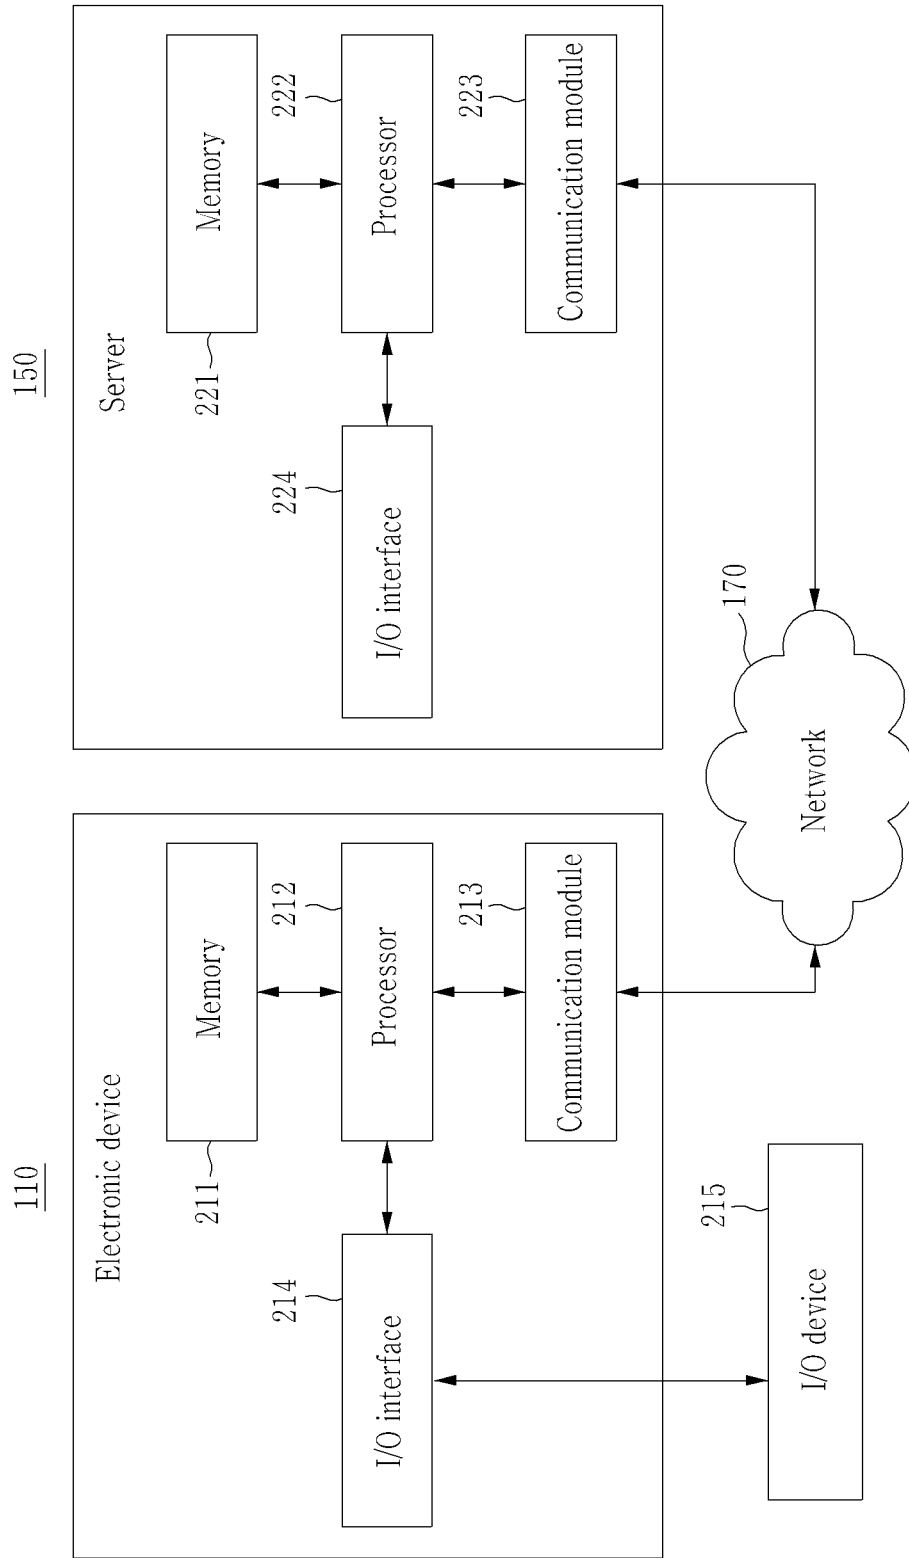 110
Electronic device
211
Memory
212
Processor
213
Communication module
214
I/O interface
215
I/O device
150
Server
221
Memory
222
Processor
223
Communication module
224
I/O interface
170
Network